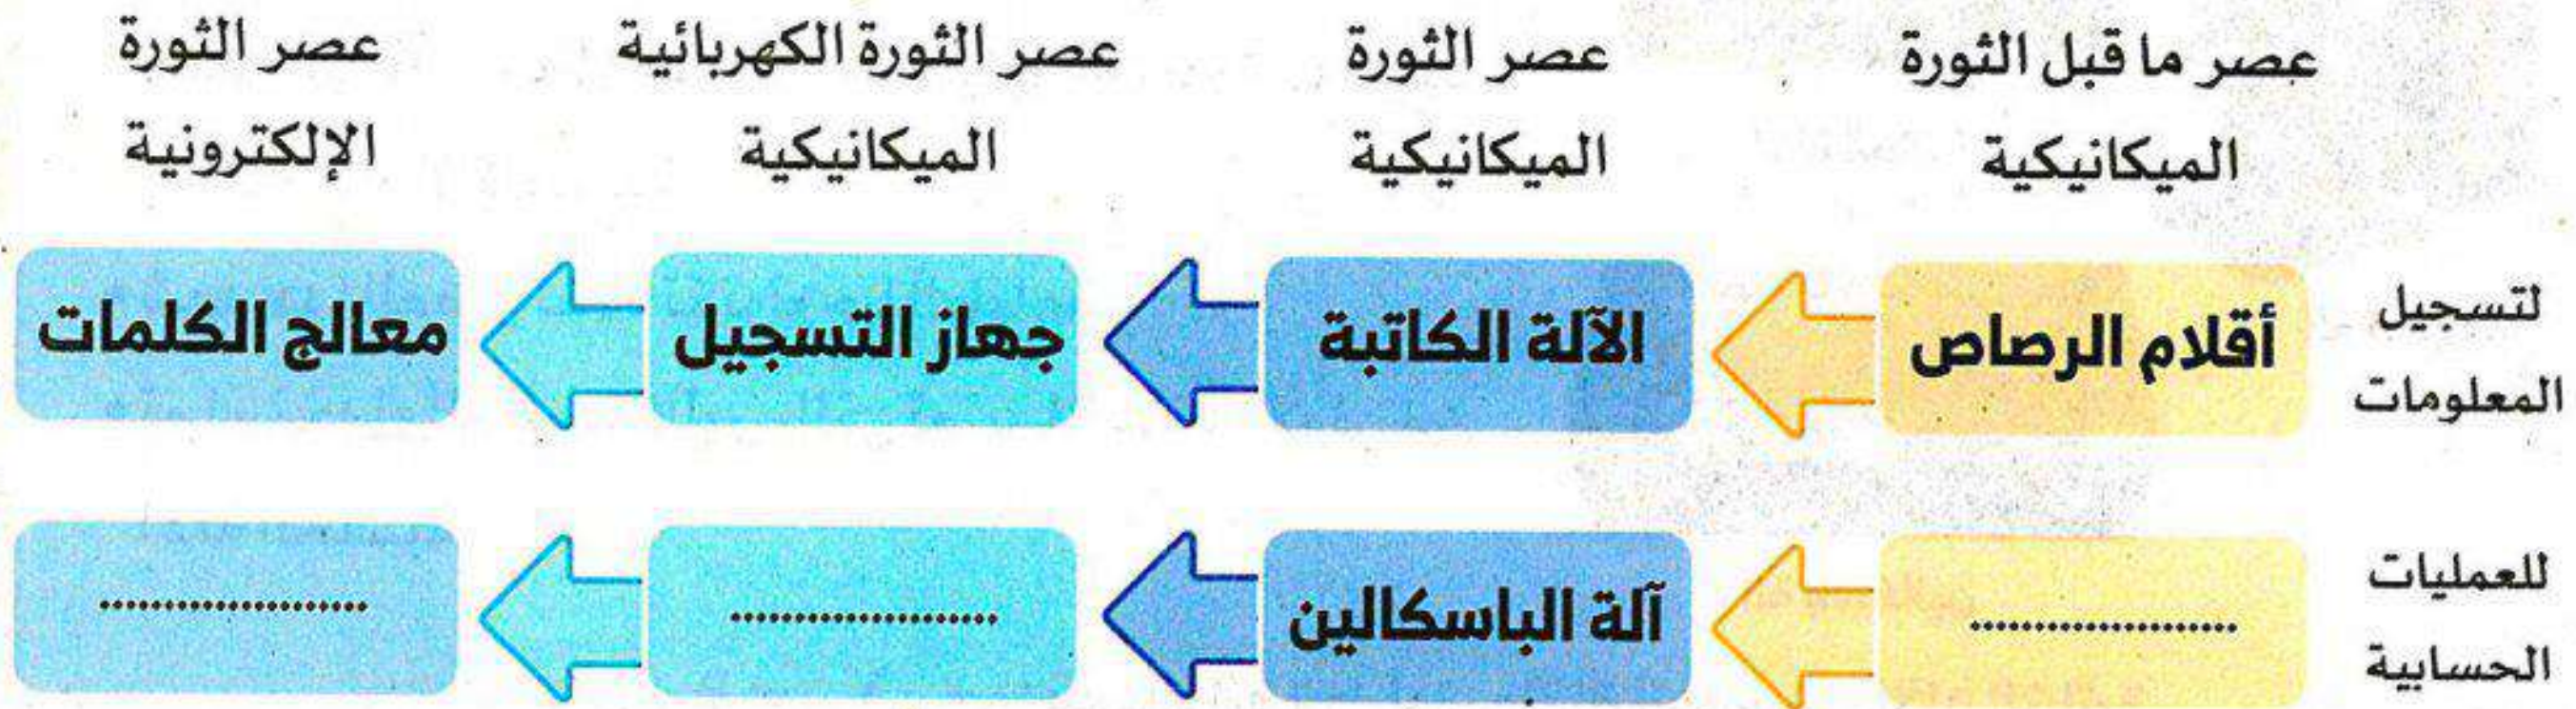 عصر ما قبل الثورة
الميكانيكية
عصر الثورة
الميكانيكية
عصر الثورة الكهربائية
الميكانيكية
عصر الثورة
الإلكترونية
لتسجيل
المعلومات
أقلام الرصاص
الآلة الكاتبة
جهاز التسجيل
معالج الكلمات
للعمليات
الحسابية
....................
آلة الباسكالين
....................
....................